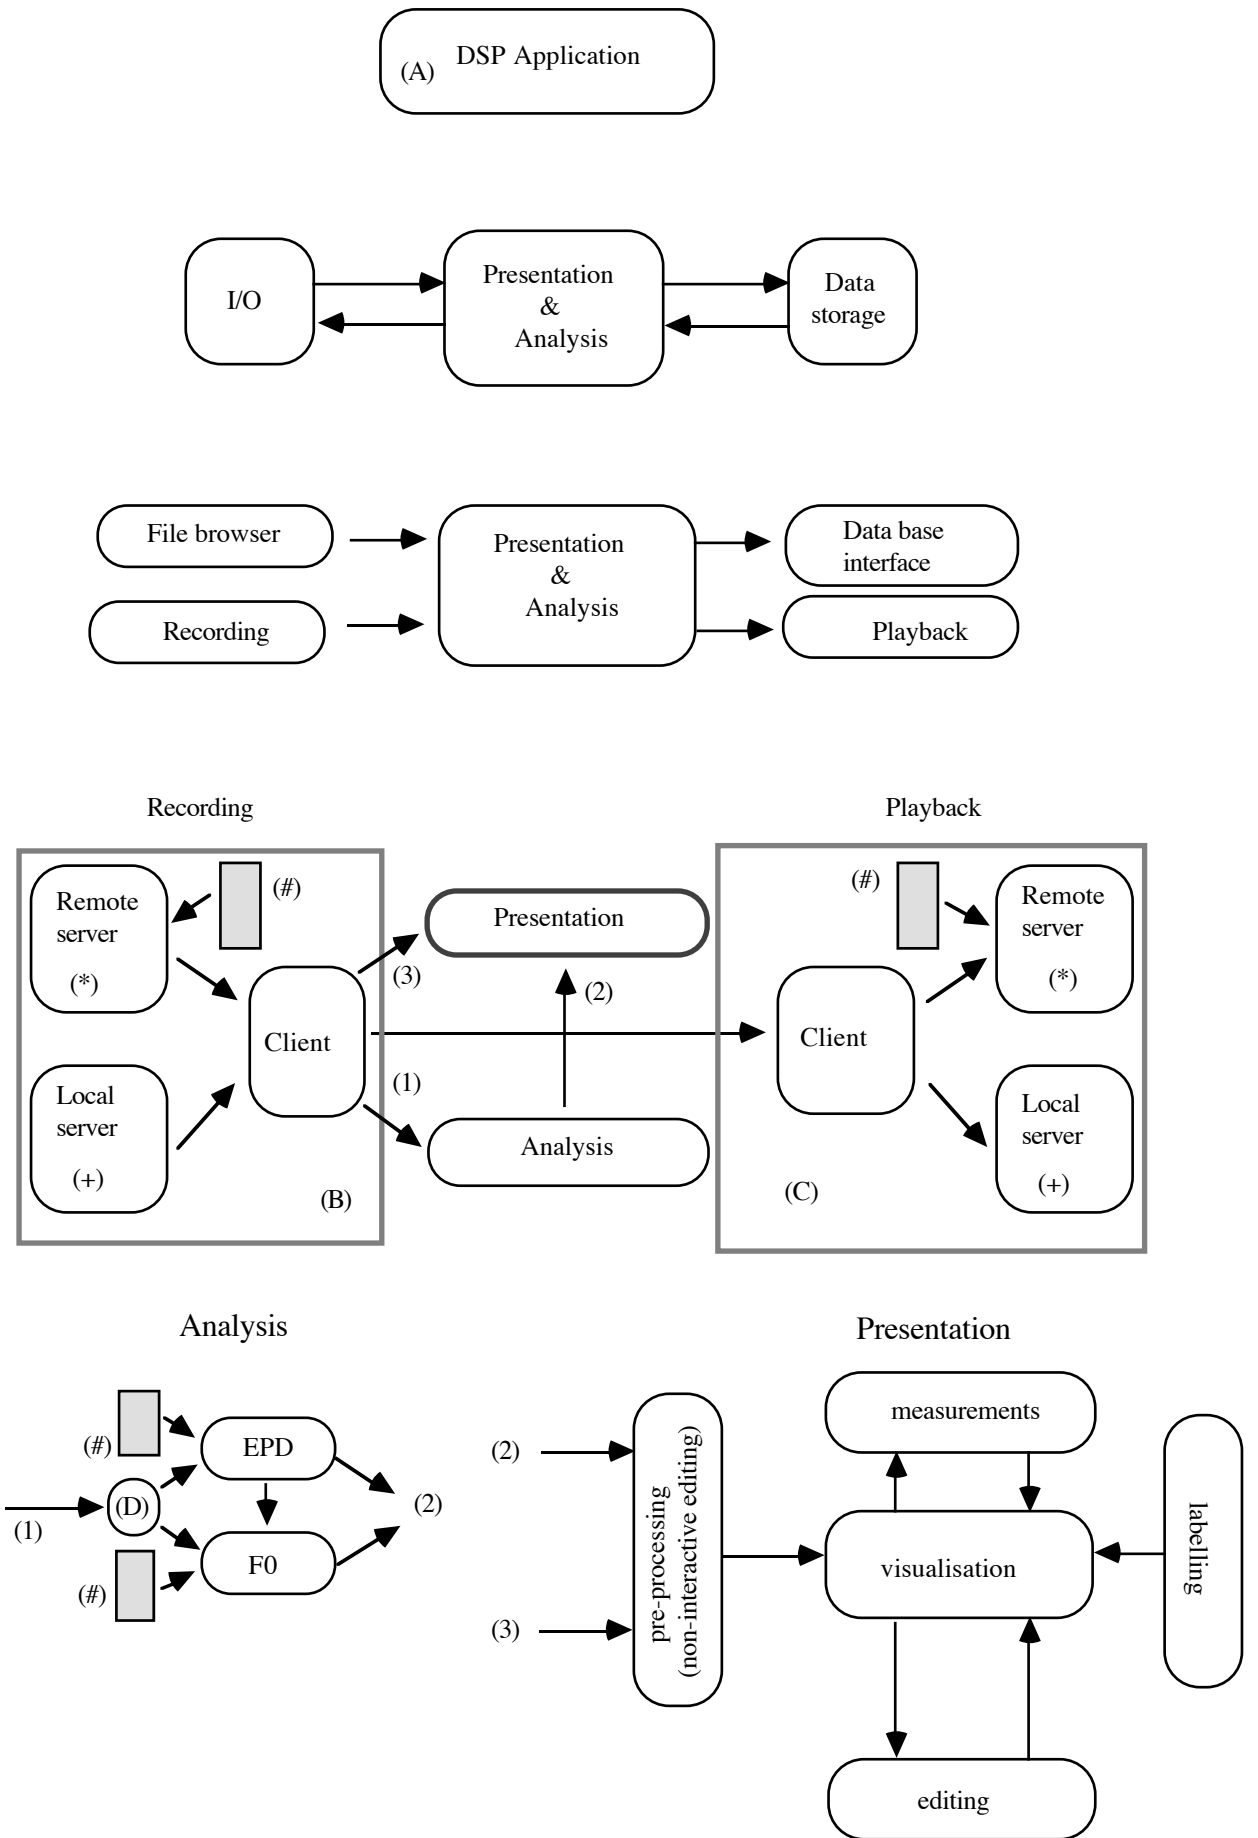 DSP Application
(A)
I/O
Presentation
&
Analysis
Data
storage
File browser
Recording
Presentation
&
Analysis
Data base
interface
Playback
Recording
Playback
Remote
server
(*)
(#)
Local
server
(+)
Client
(B)
(3)
Presentation
(2)
(1)
Analysis
(#)
Client
(C)
Remote
server
(*)
Local
server
(+)
Analysis
(#)
EPD
(D)
(1)
(2)
F0
(#)
Presentation
(2)
(3)
pre-processing
(non-interactive editing)
measurements
visualisation
labelling
editing